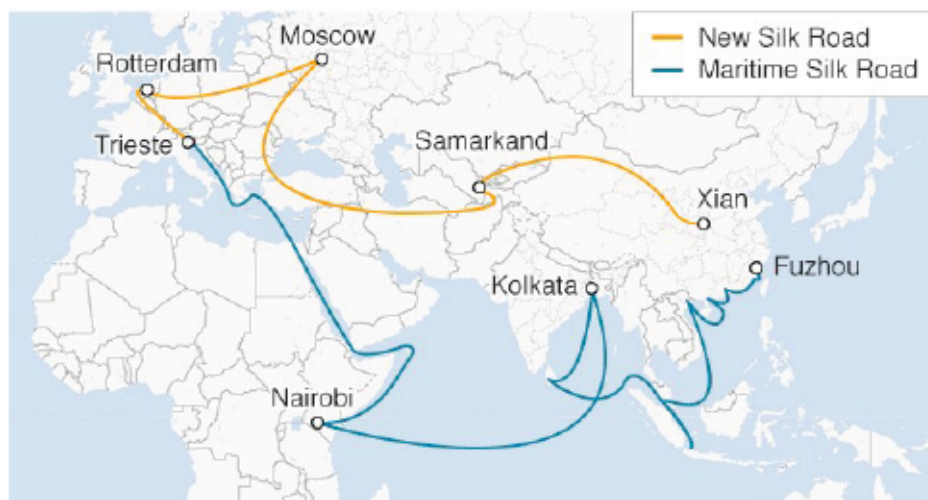 Moscow
New Silk Road
Maritime Silk Road
Rotterdam
Trieste
Samarkand
Xian
Fuzhou
Kolkata
Nairobi